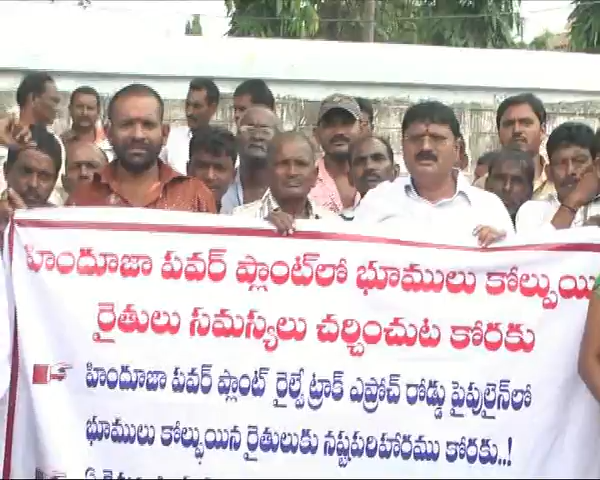 హిందూజా పవర్ ప్లాంట్‌లో భూములు కోల్పోయిన
రైతులు సమస్యలు చర్చించుట కోరకు
హిందూజా పవర్ ప్లాంట్ రైల్వే ట్రాక్ ఎప్రోచ్ రోడ్డు పైపులైన్‌లో
భూములు కోల్పుయిన రైతులుకు నష్టపరిహారము కోరకు..!